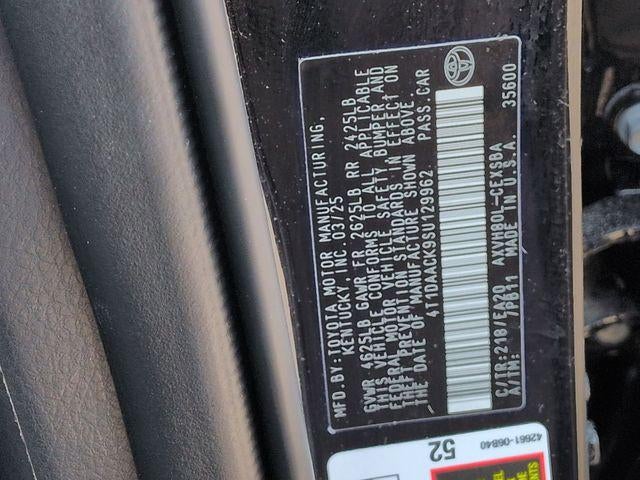 MFD.BY:TOYOTA MOTOR MANUFACTURING,
KENTUCKY, INC. 03/25
GVWR 4625LB GAWR FR 2625LB RR 2425LB
THIS VEHICLE CONFORMS TO ALL APPLICABLE
FEDERAL MOTOR VEHICLE SAFETY, BUMPER AND
THEFT PREVENTION STANDARDS IN EFFECT ON
THE DATE OF MANUFACTURE SHOWN ABOVE.
4T1DAACK9SU129962 PASS.CAR
C/TR:218/EA20 AXVH80L-CEXSBA 35600
A/TM: 7PB11 MADE IN U.S.A.
52
42661-06B40